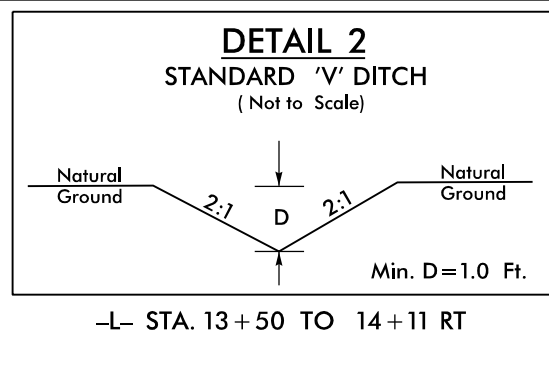 DETAIL 2
STANDARD 'V' DITCH
( Not to Scale)
Natural
Ground
2:1
D
2:1
Natural
Ground
Min. D=1.0 Ft.
-L- STA. 13+50 TO 14+11 RT